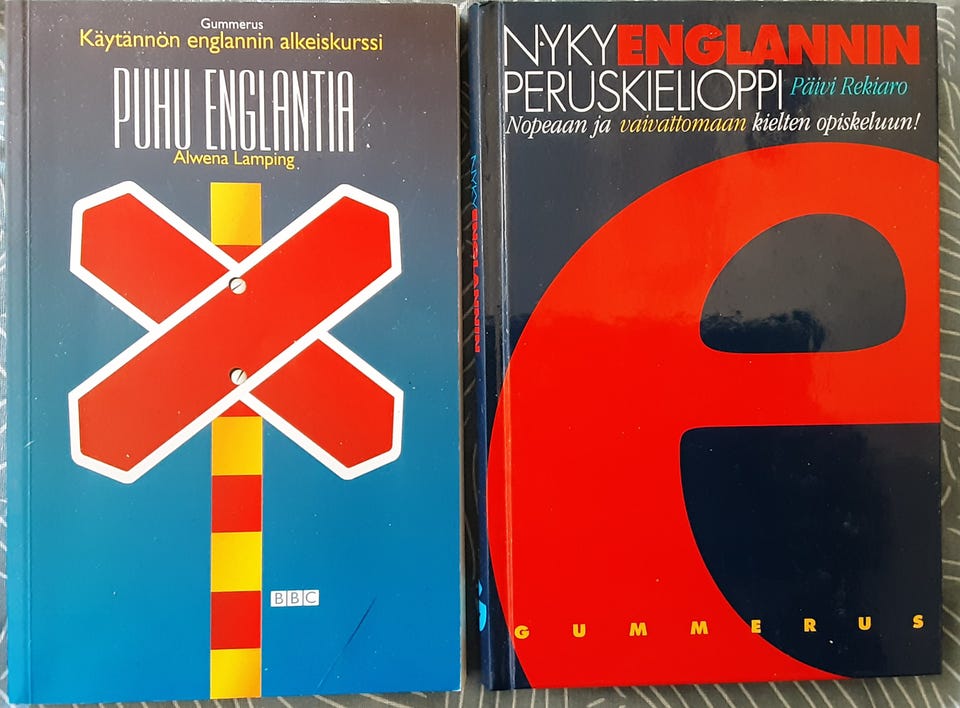 Gummerus
Käytännön englannin alkeiskurssi
PUHU ENGLANTIA
Alwena Lamping
BBC
NYKYENGLANNIN
NYKYENGLANNIN
PERUSKIELIOPPI Päivi Rekiaro
Nopeaan ja vaivattomaan kielten opiskeluun!
GUMMERUS